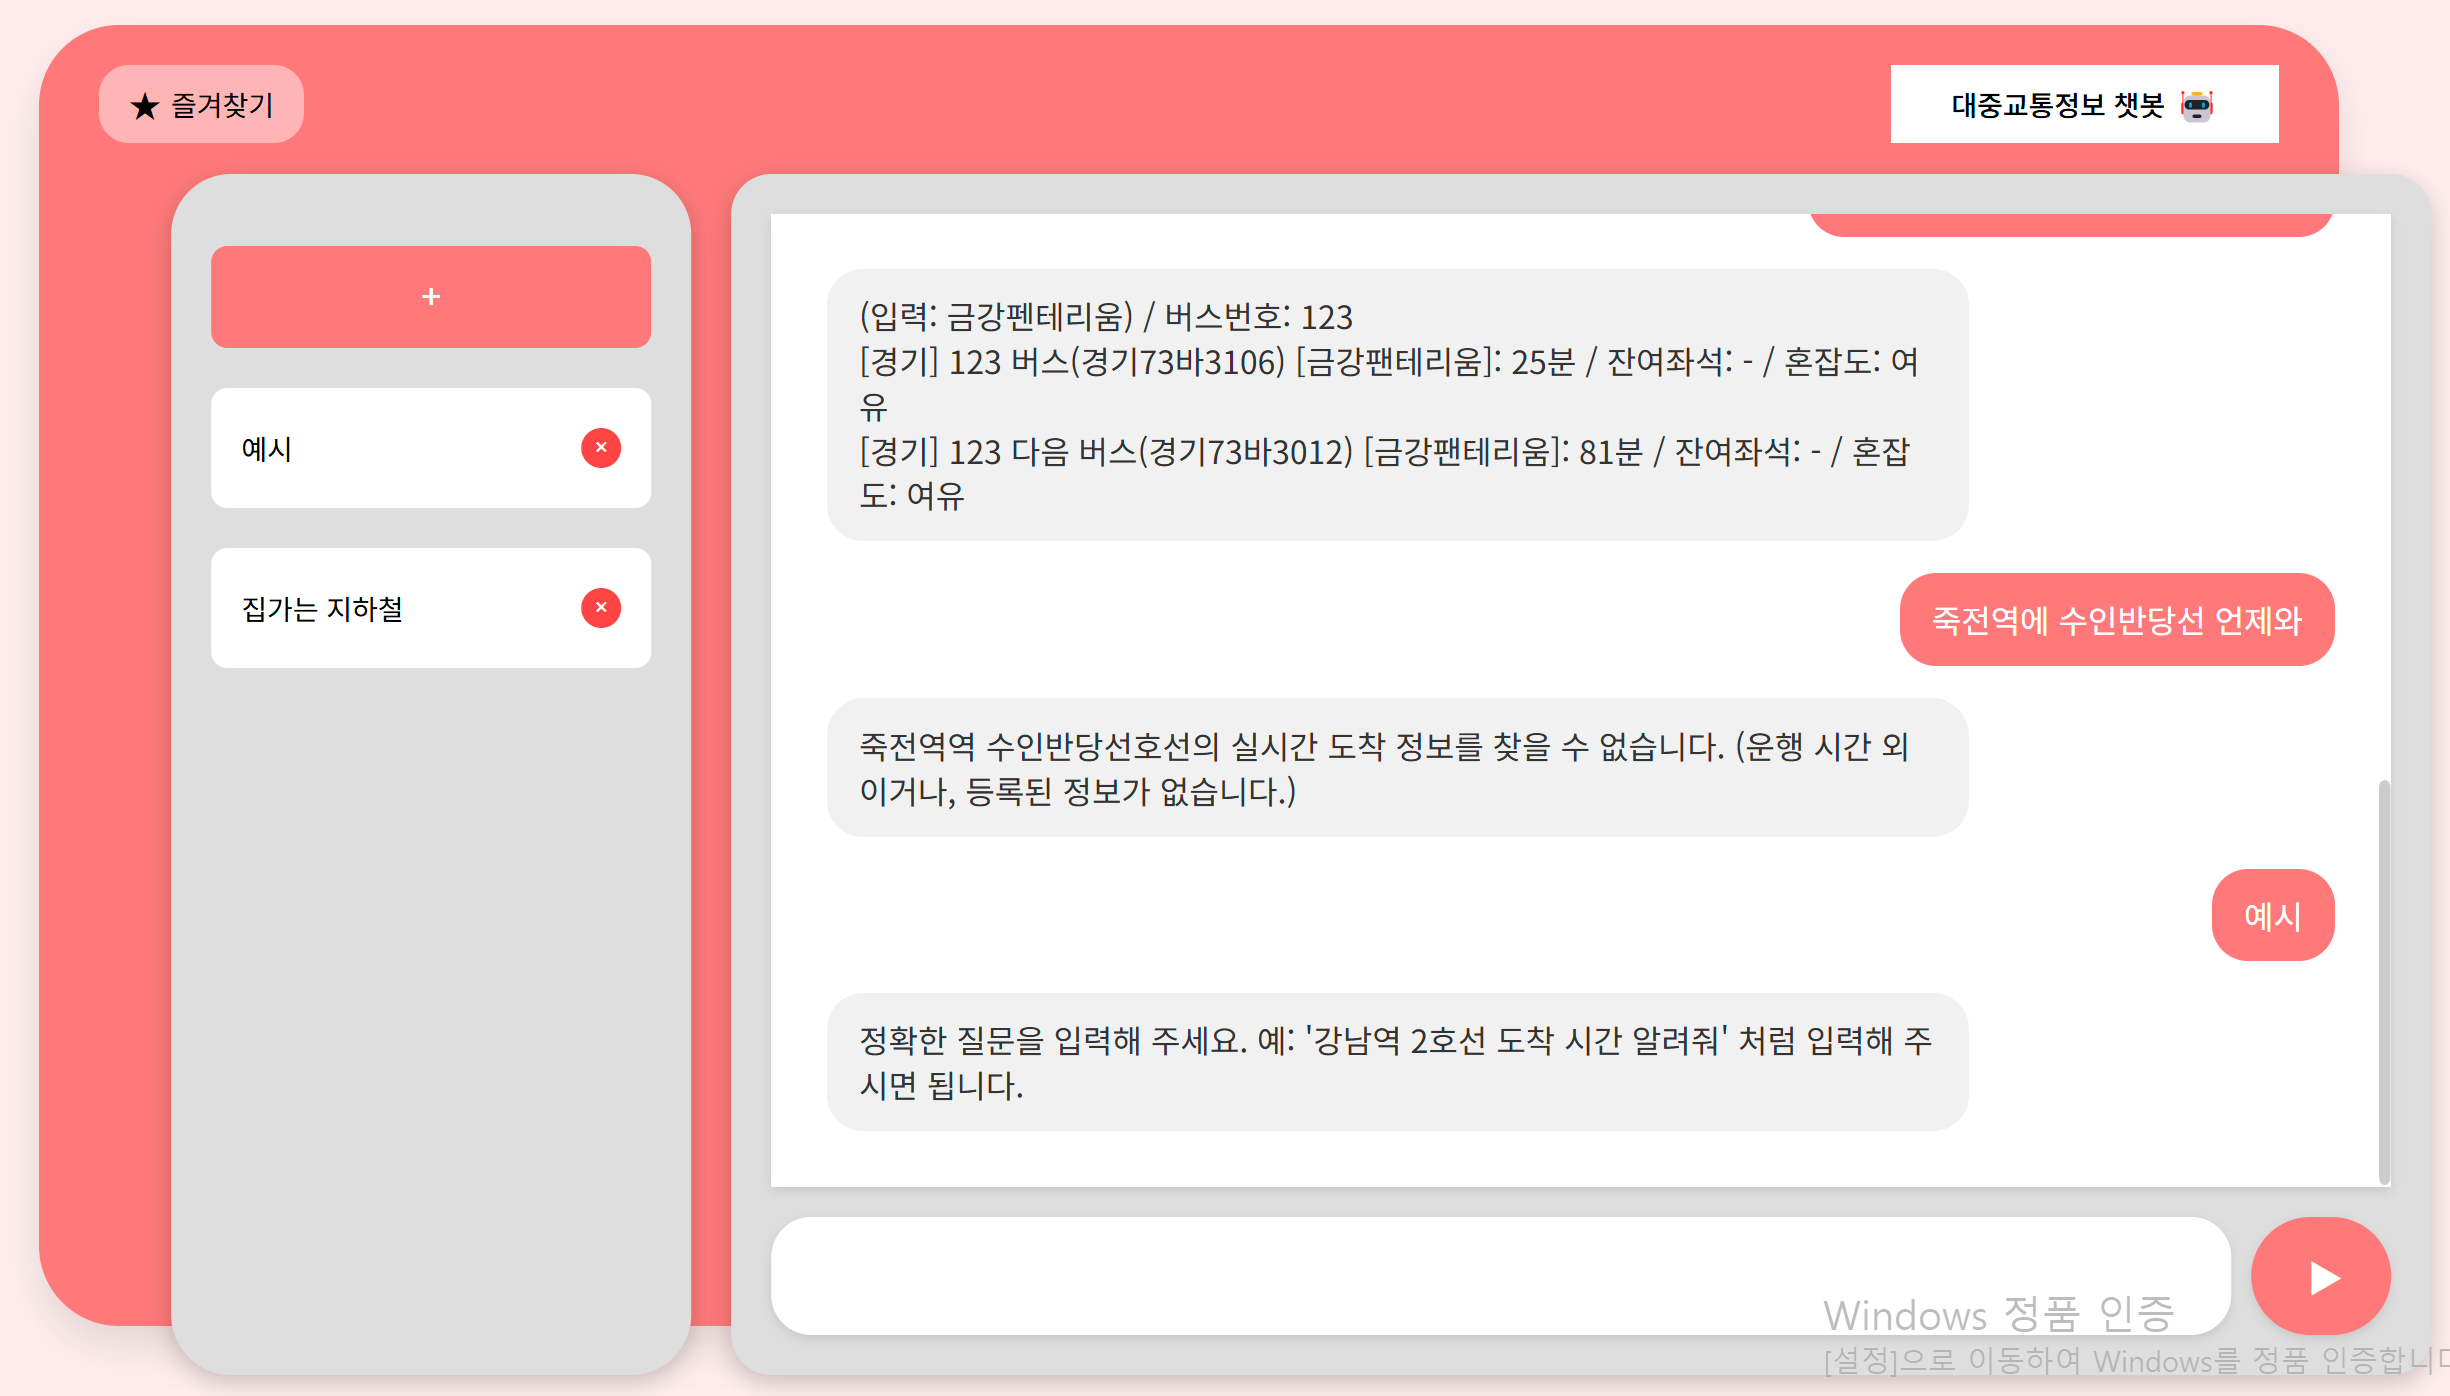 ★ 즐겨찾기
대중교통정보 챗봇
+
예시
×
집가는 지하철
×
(입력: 금강펜테리움) / 버스번호: 123
[경기] 123 버스(경기73바3106) [금강팬테리움]: 25분 / 잔여좌석: - / 혼잡도: 여
유
[경기] 123 다음 버스(경기73바3012) [금강팬테리움]: 81분 / 잔여좌석: - / 혼잡
도: 여유
죽전역에 수인반당선 언제와
죽전역역 수인반당선호선의 실시간 도착 정보를 찾을 수 없습니다. (운행 시간 외
이거나, 등록된 정보가 없습니다.)
예시
정확한 질문을 입력해 주세요. 예: '강남역 2호선 도착 시간 알려줘' 처럼 입력해 주
시면 됩니다.
Windows 정품 인증
[설정]으로 이동하여 Windows를 정품 인증합니다